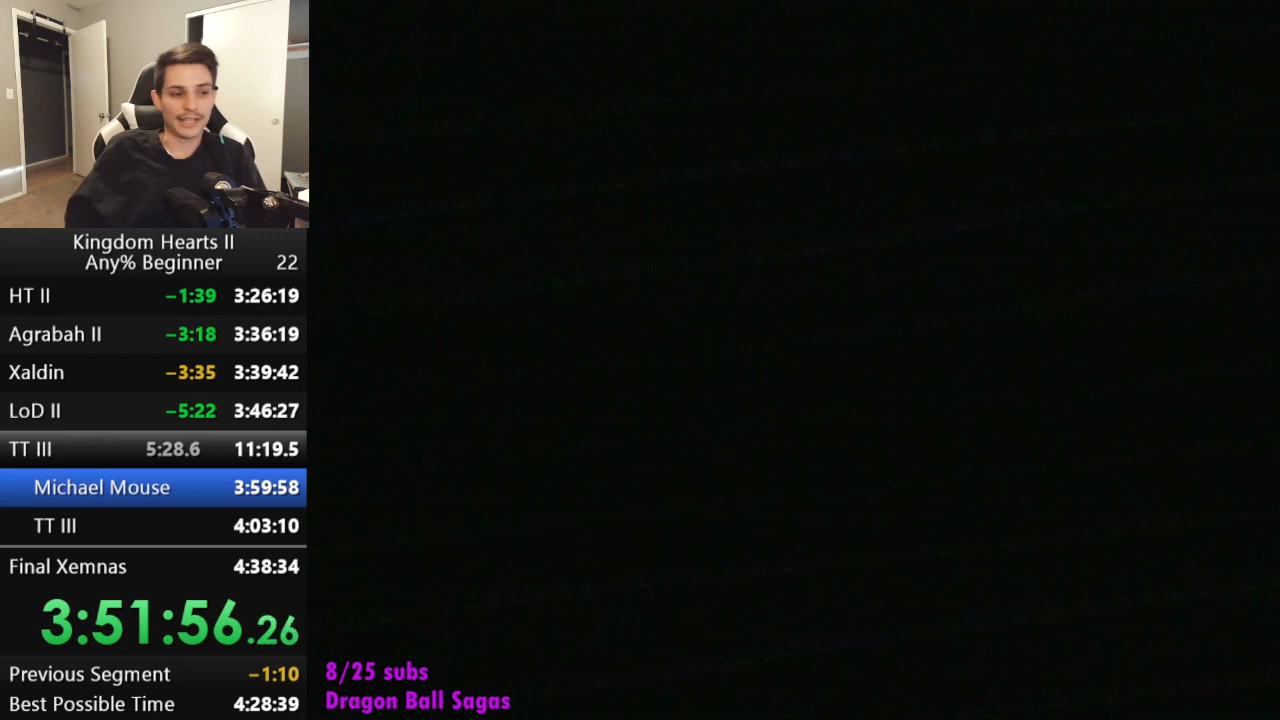 Kingdom Hearts II
Any% Beginner 22
HT II −1:39 3:26:19
Agrabah II −3:18 3:36:19
Xaldin −3:35 3:39:42
LoD II −5:22 3:46:27
TT III 5:28.6 11:19.5
Michael Mouse 3:59:58
TT III 4:03:10
Final Xemnas 4:38:34
3:51:56.26
Previous Segment −1:10
Best Possible Time 4:28:39
8/25 subs
Dragon Ball Sagas